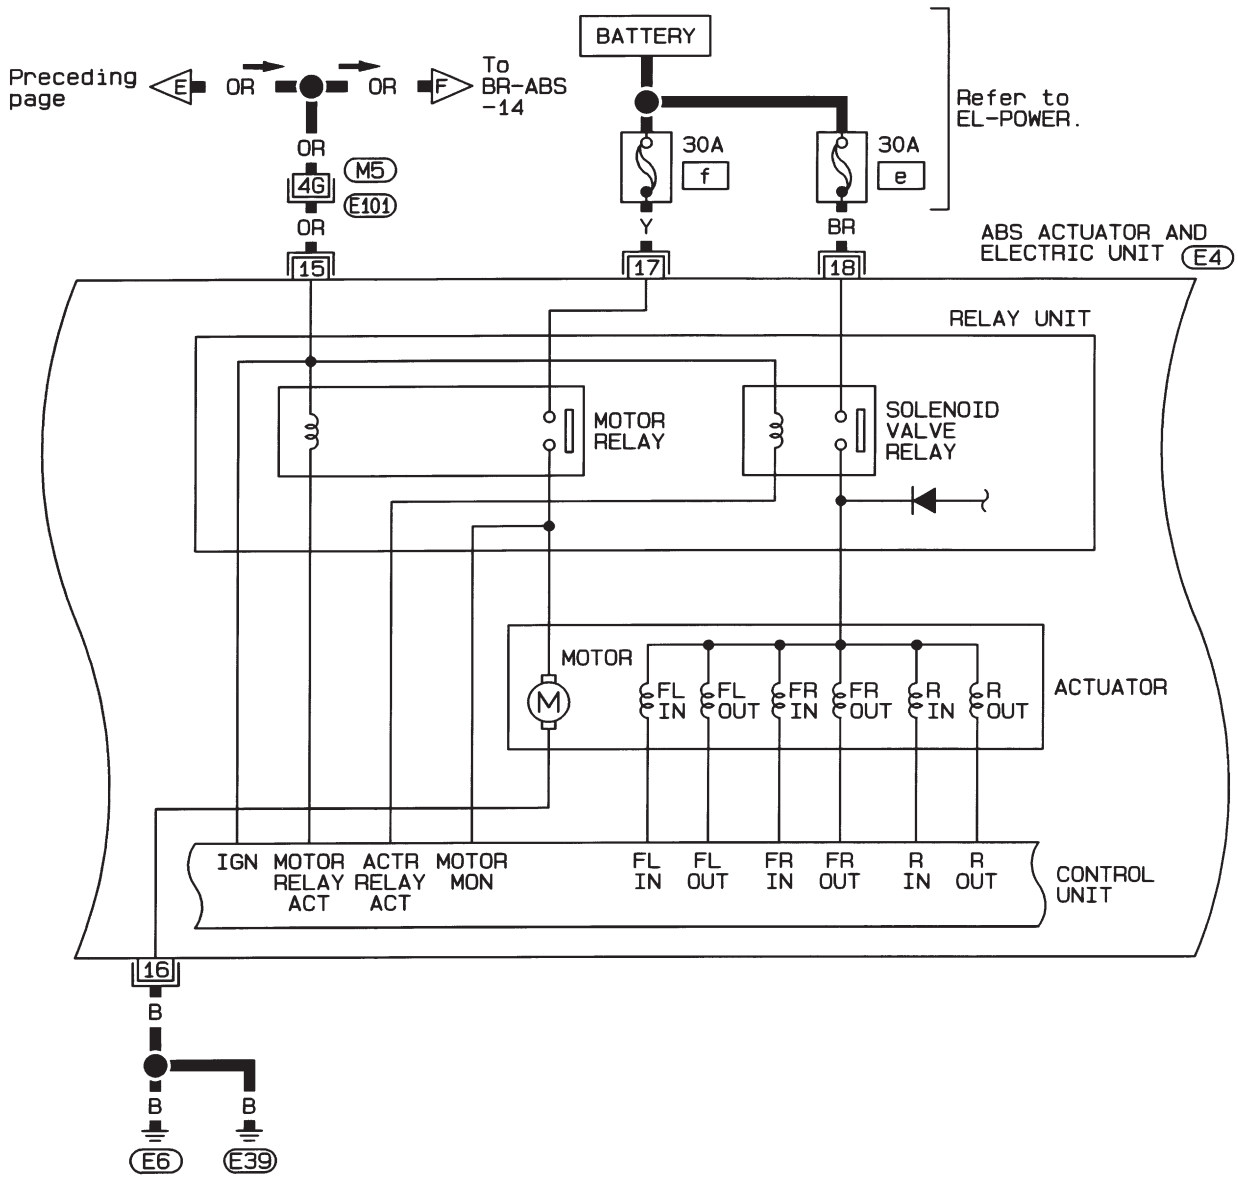 BATTERY
Preceding
page
E
OR
OR
F
To
BR-ABS
-14
Refer to
EL-POWER.
OR
4G
M5
E101
OR
30A
f
30A
e
Y
BR
ABS ACTUATOR AND
ELECTRIC UNIT
E4
15
17
18
RELAY UNIT
MOTOR
RELAY
SOLENOID
VALVE
RELAY
MOTOR
M
FL
IN
FL
OUT
FR
IN
FR
OUT
R
IN
R
OUT
ACTUATOR
IGN
MOTOR
RELAY
ACT
ACTR
RELAY
ACT
MOTOR
MON
FL
IN
FL
OUT
FR
IN
FR
OUT
R
IN
R
OUT
CONTROL
UNIT
16
B
B
B
E6
E39